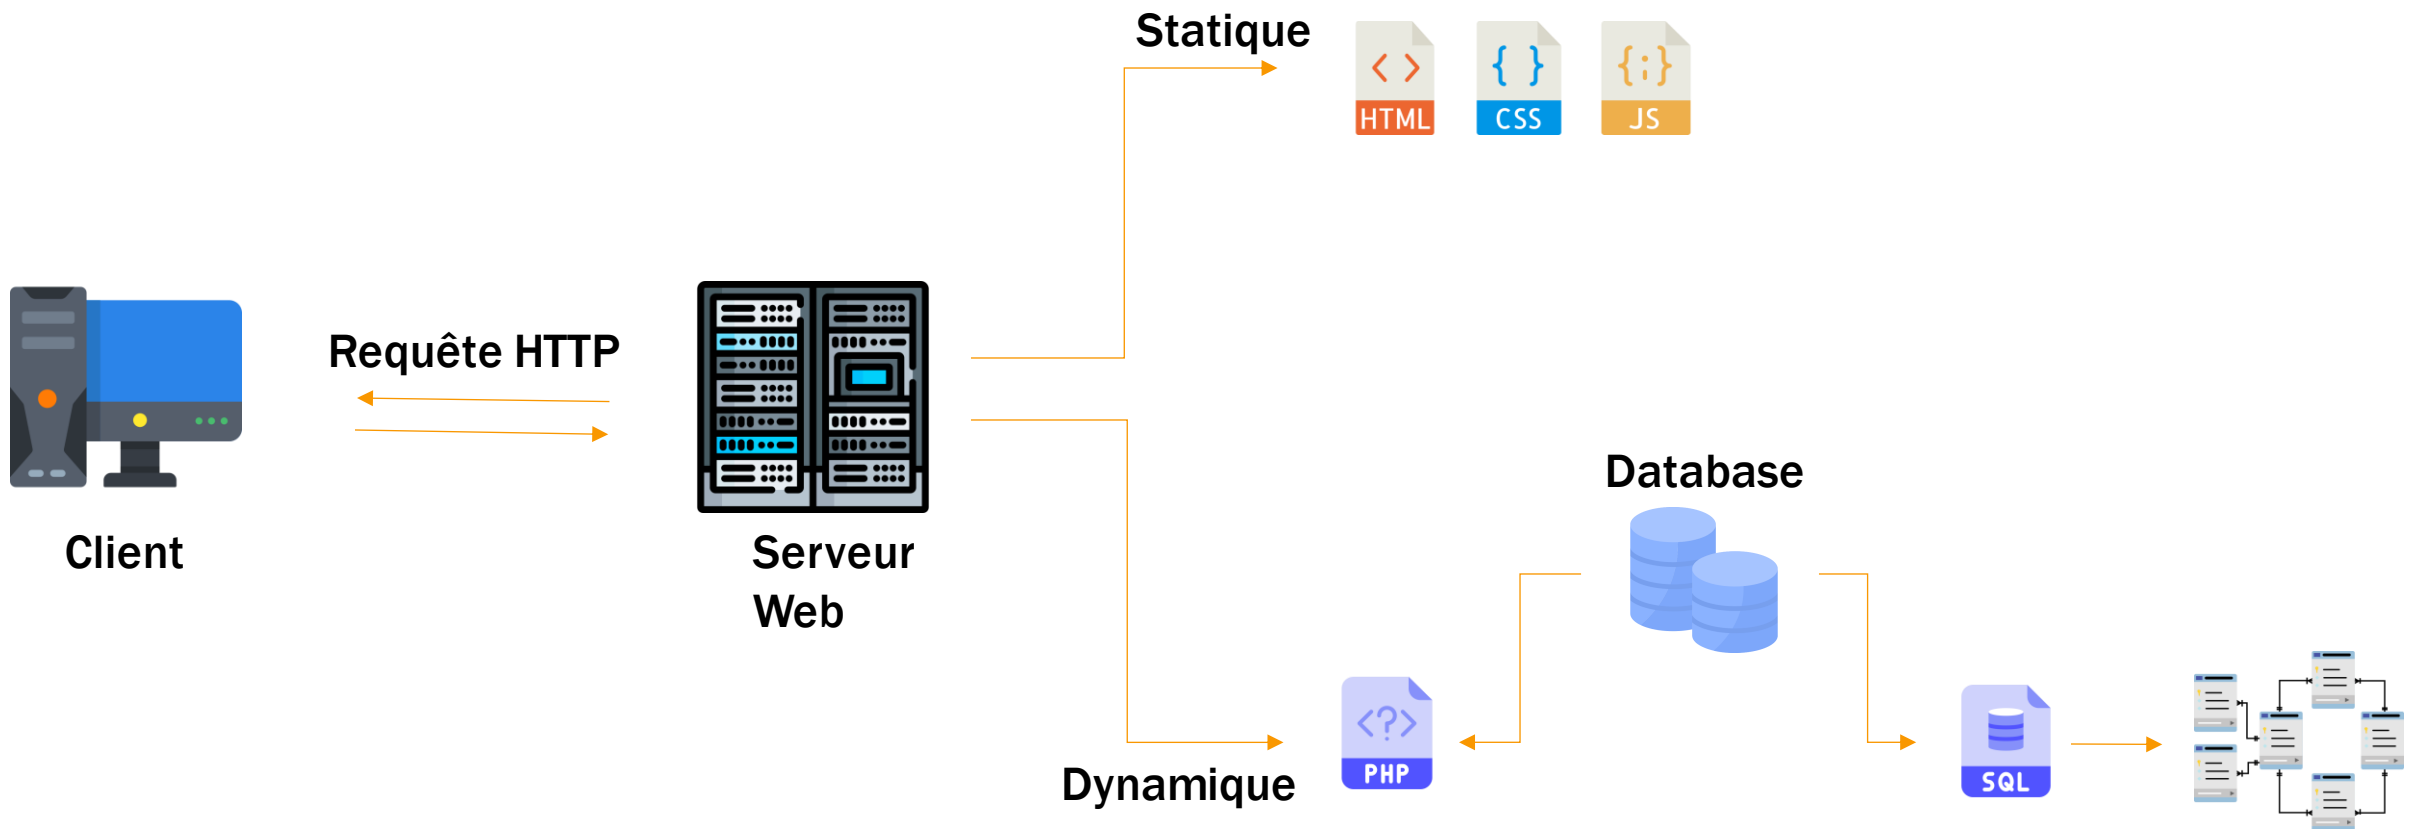 Statique
HTML
CSS
JS
Requête HTTP
Client
Serveur
Web
Database
Dynamique
PHP
SQL